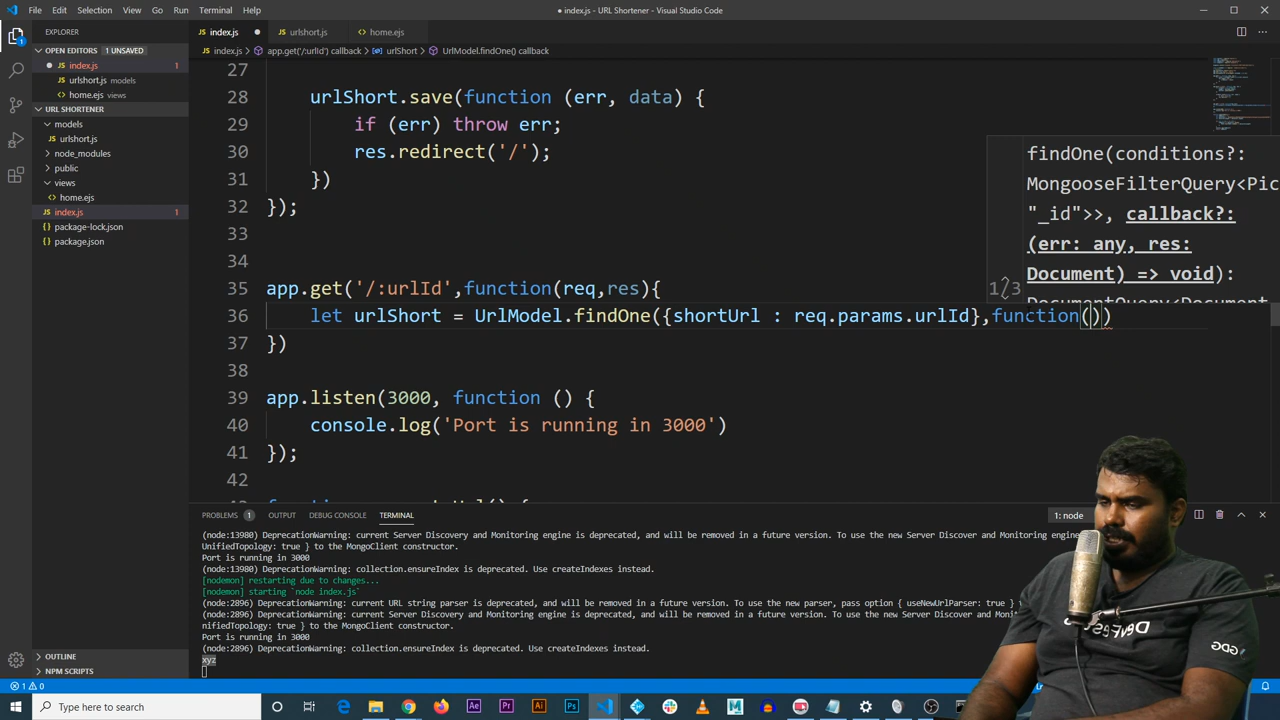 File Edit Selection View Go Run Terminal Help
index.js - URL Shortener - Visual Studio Code
EXPLORER
OPEN EDITORS 1 UNSAVED
index.js 1
urlshort.js models
home.ejs views
URL SHORTENER
models
urlshort.js
node_modules
public
views
home.ejs
index.js 1
package-lock.json
package.json
OUTLINE
NPM SCRIPTS
index.js urlshort.js home.ejs
index.js > app.get('/:urlId') callback > urlShort > UrlModel.findOne() callback
27
28 urlShort.save(function (err, data) {
29 if (err) throw err;
30 res.redirect('/');
31 })
32 });
33
34
35 app.get('/:urlId',function(req,res){
36 let urlShort = UrlModel.findOne({shortUrl : req.params.urlId},function())
37 })
38
39 app.listen(3000, function () {
40 console.log('Port is running in 3000')
41 });
42
findOne(conditions?:
MongooseFilterQuery<Pic
"_id">>, callback?:
(err: any, res:
1/3 Document) => void):
PROBLEMS 1 OUTPUT DEBUG CONSOLE TERMINAL 1: node
(node:13980) DeprecationWarning: current Server Discovery and Monitoring engine is deprecated, and will be removed in a future version. To use the new Server Discover and Monitoring engine
UnifiedTopology: true } to the MongoClient constructor.
Port is running in 3000
(node:13980) DeprecationWarning: collection.ensureIndex is deprecated. Use createIndexes instead.
[nodemon] restarting due to changes...
[nodemon] starting `node index.js`
(node:2896) DeprecationWarning: current URL string parser is deprecated, and will be removed in a future version. To use the new parser, pass option { useNewUrlParser: true }
(node:2896) DeprecationWarning: current Server Discovery and Monitoring engine is deprecated, and will be removed in a future version. To use the new Server Discover and Mon
nifiedTopology: true } to the MongoClient constructor.
Port is running in 3000
(node:2896) DeprecationWarning: collection.ensureIndex is deprecated. Use createIndexes instead.
xyz
1 0
Type here to search
GDG